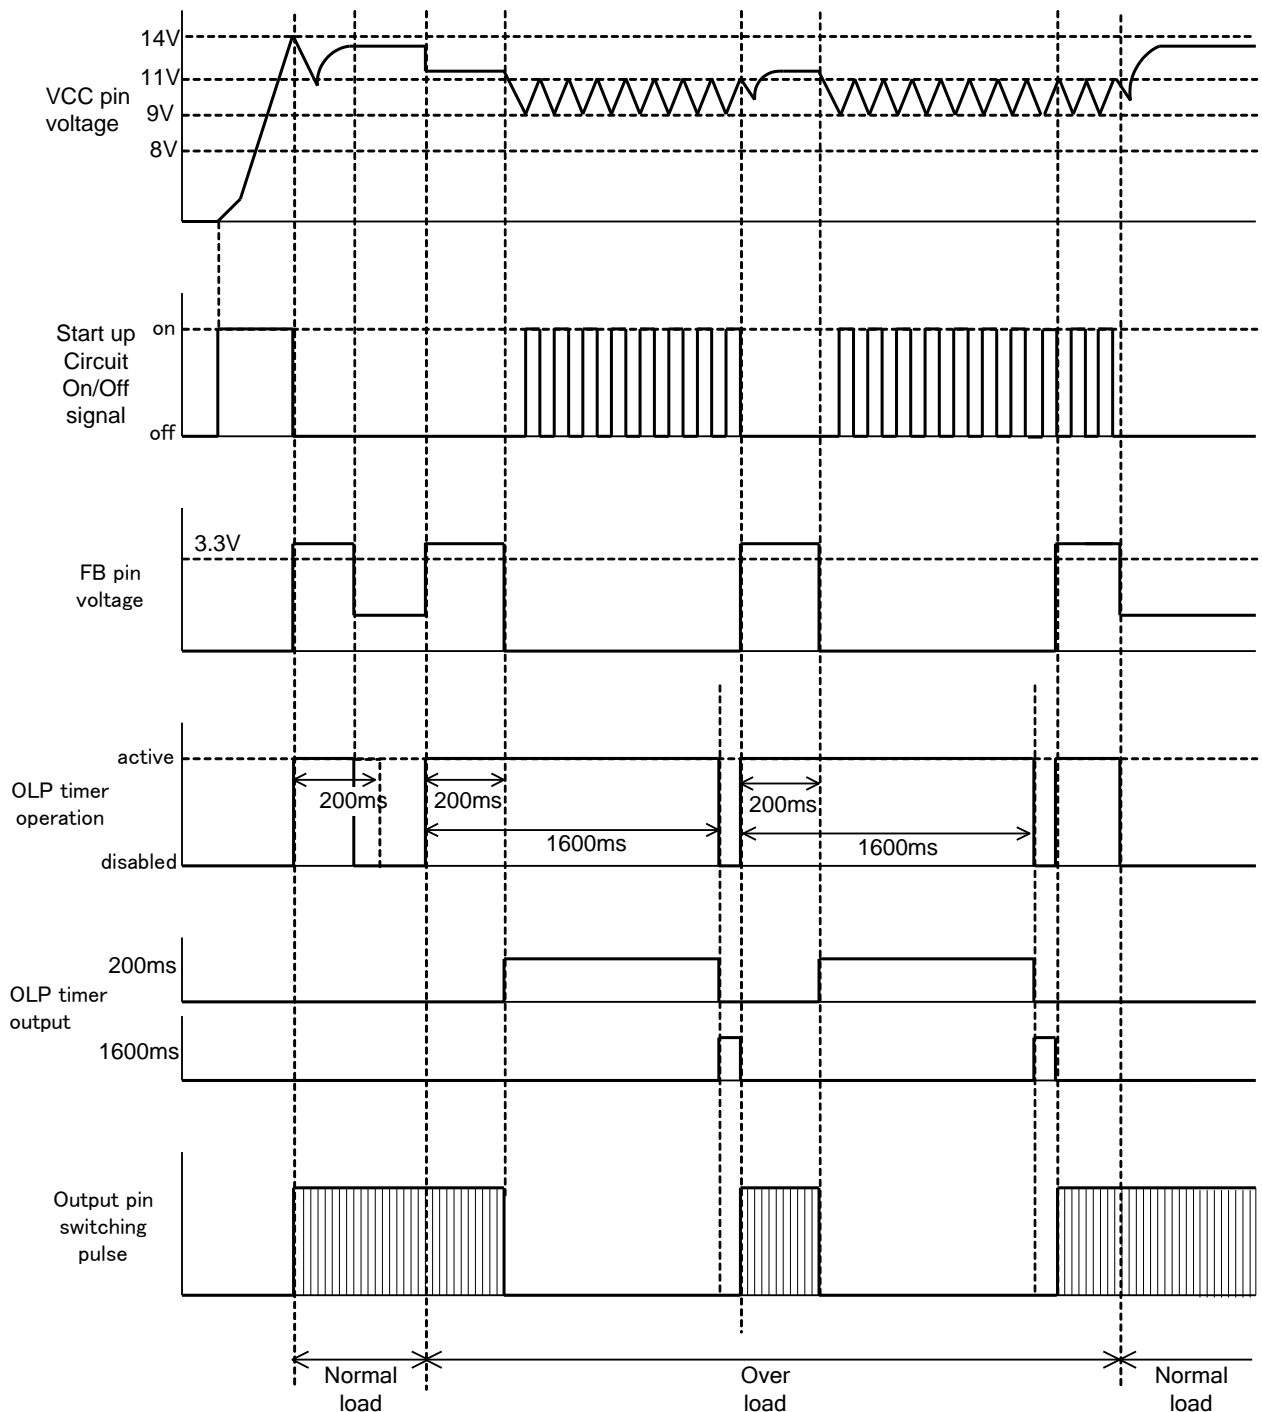 14V
11V
VCC pin
voltage
9V
8V
Start up
Circuit
On/Off
signal
on
off
3.3V
FB pin
voltage
active
OLP timer
operation
disabled
200ms
200ms
200ms
1600ms
1600ms
200ms
OLP timer
output
1600ms
Output pin
switching
pulse
Normal
load
Over
load
Normal
load